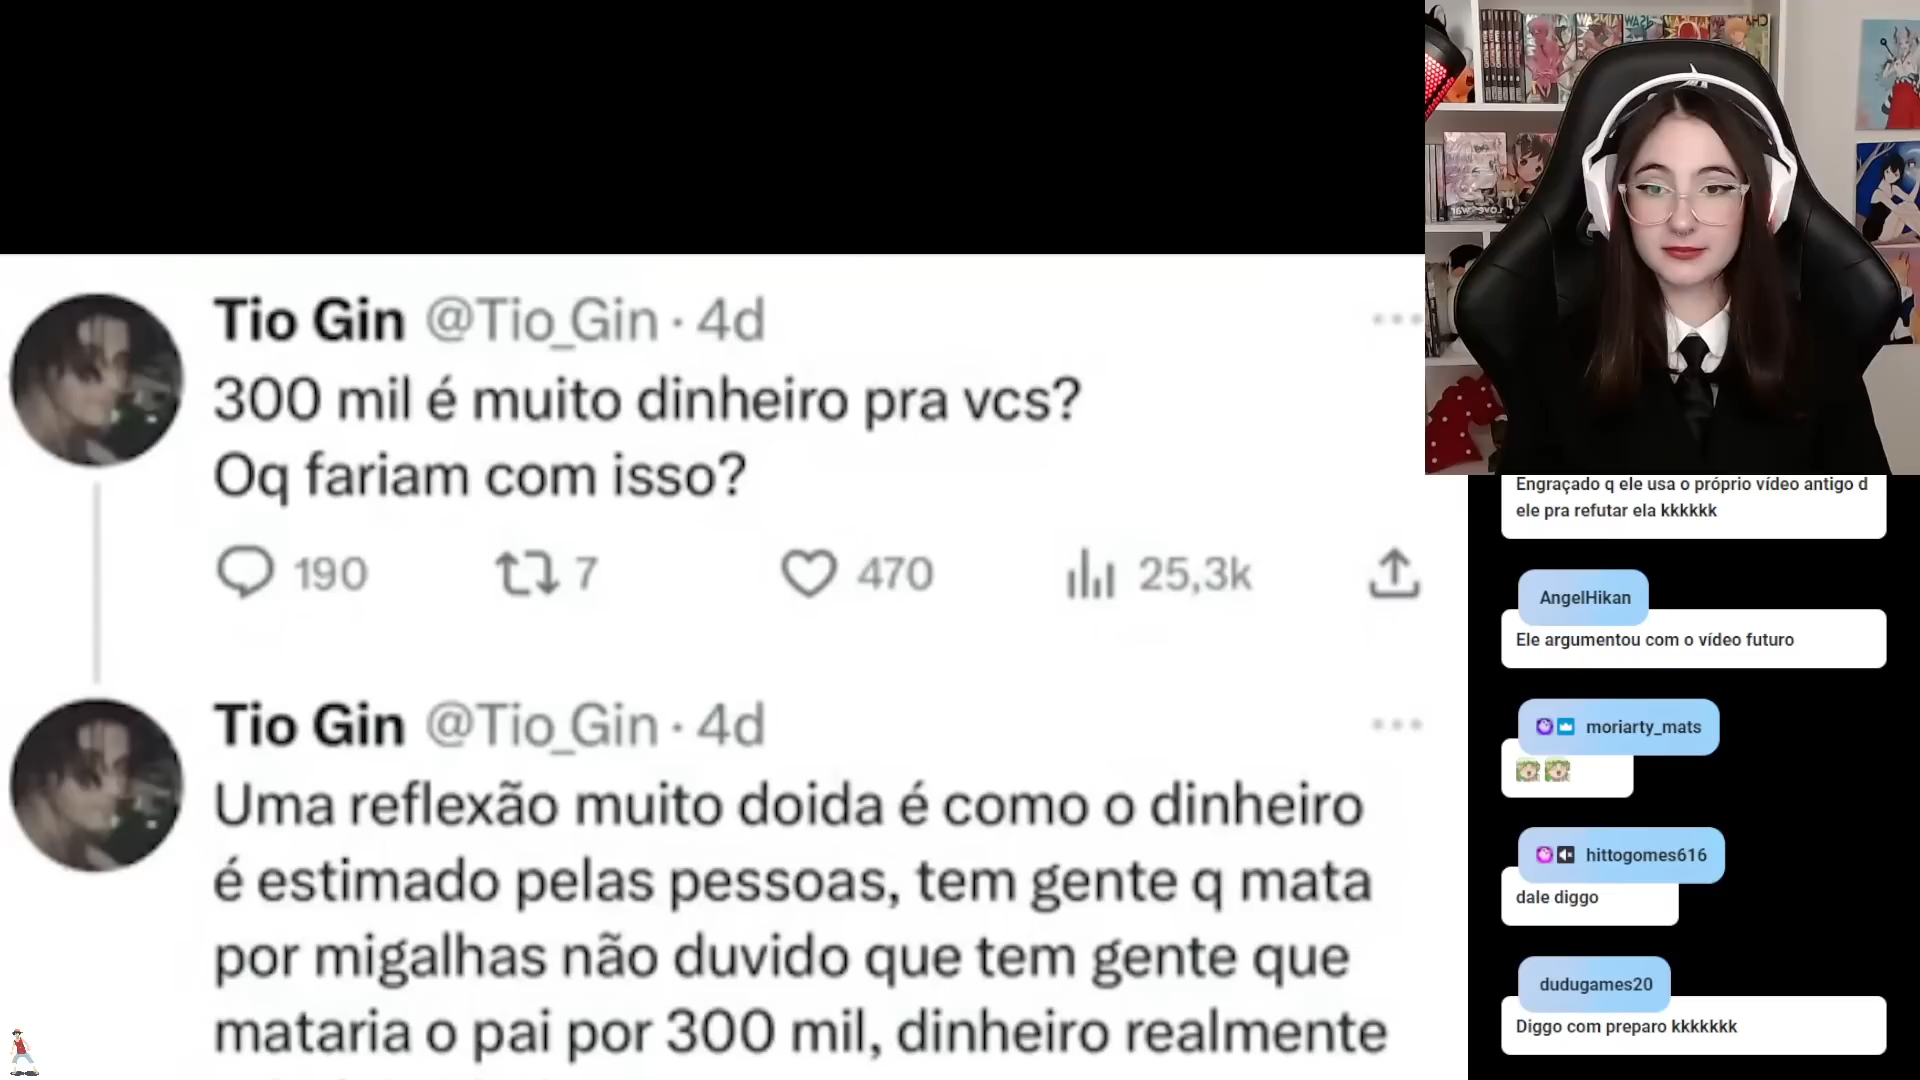 Tio Gin @Tio_Gin · 4d
300 mil é muito dinheiro pra vcs?
Oq fariam com isso?
190 7 470 25,3k
Tio Gin @Tio_Gin · 4d
Uma reflexão muito doida é como o dinheiro
é estimado pelas pessoas, tem gente q mata
por migalhas não duvido que tem gente que
mataria o pai por 300 mil, dinheiro realmente
Engraçado q ele usa o próprio vídeo antigo d
ele pra refutar ela kkkkkk
AngelHikan
Ele argumentou com o vídeo futuro
moriarty_mats
hittogomes616
dale diggo
dudugames20
Diggo com preparo kkkkkkk